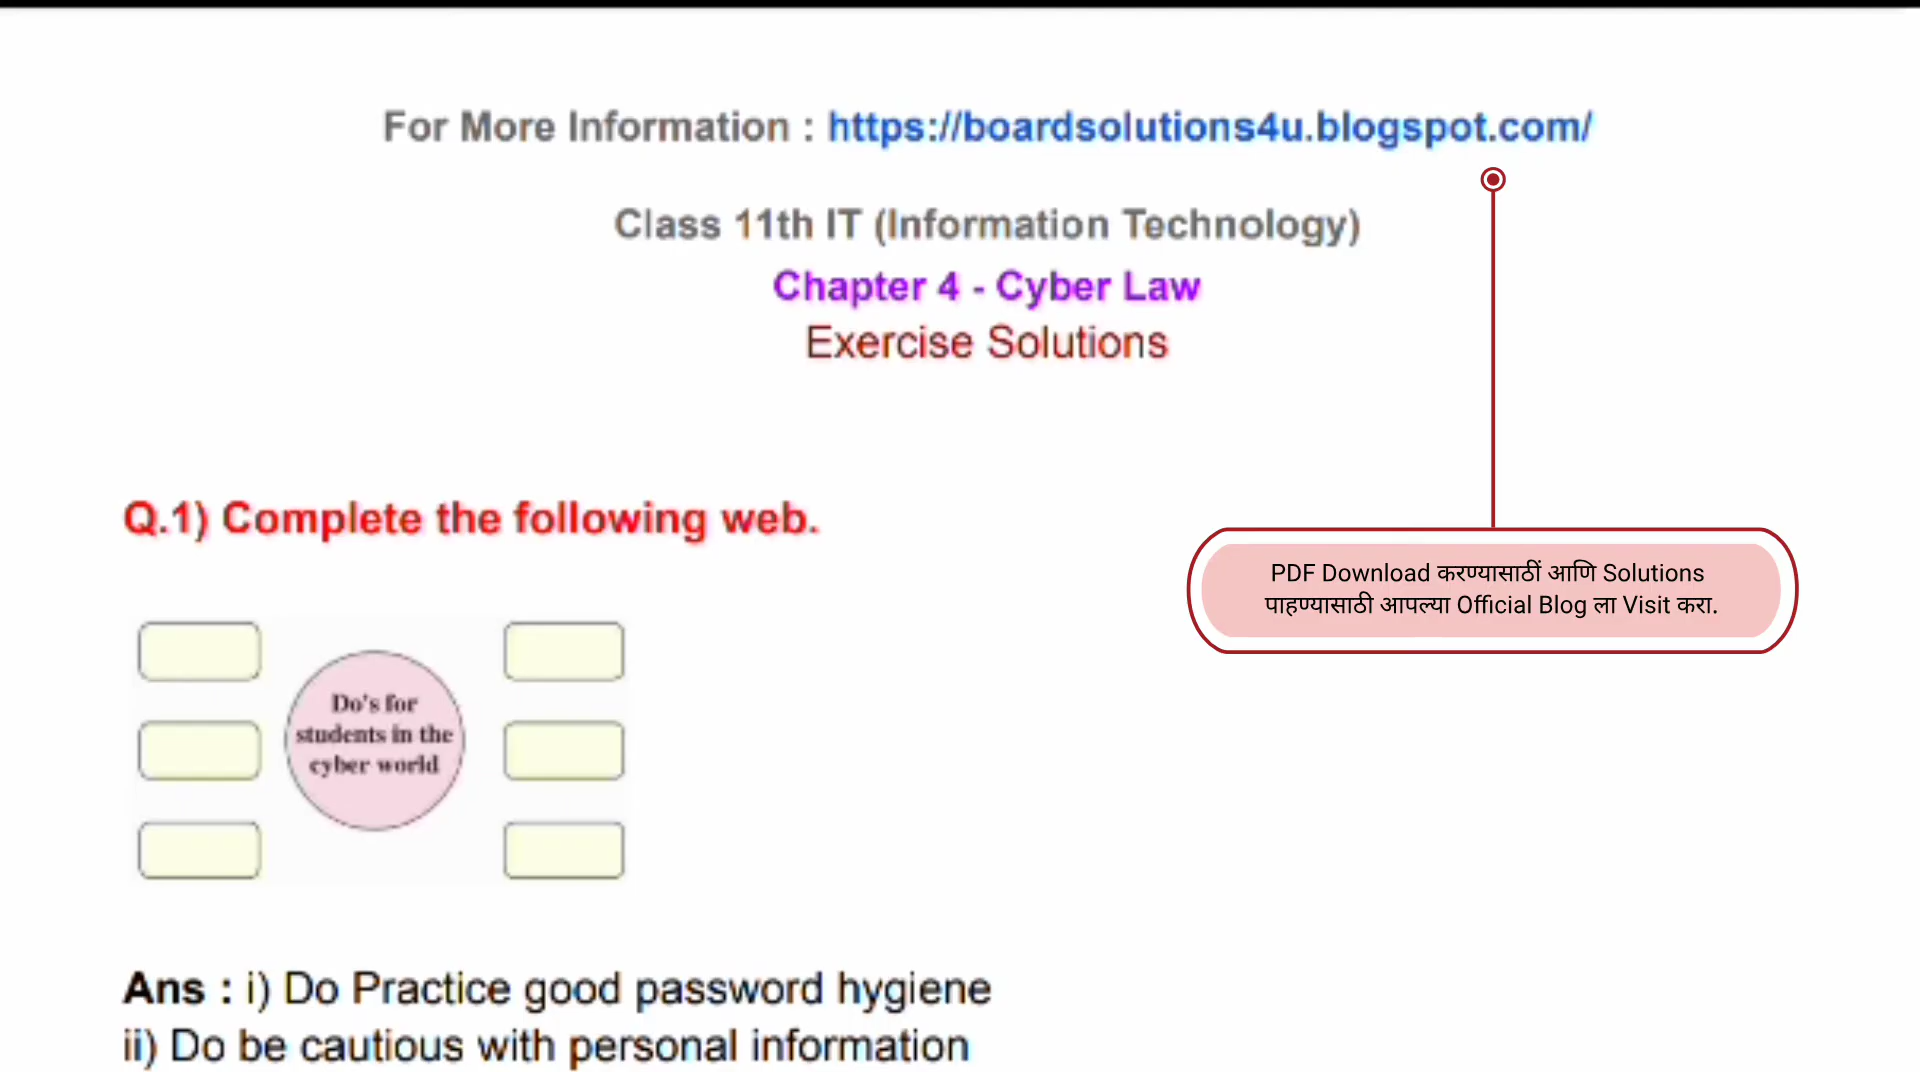 For More Information : https://boardsolutions4u.blogspot.com/
Class 11th IT (Information Technology)
Chapter 4 - Cyber Law
Exercise Solutions
Q.1) Complete the following web.
PDF Download करण्यासाठीं आणि Solutions
पाहण्यासाठी आपल्या Official Blog ला Visit करा.
Do's for
students in the
cyber world
Ans : i) Do Practice good password hygiene
ii) Do be cautious with personal information